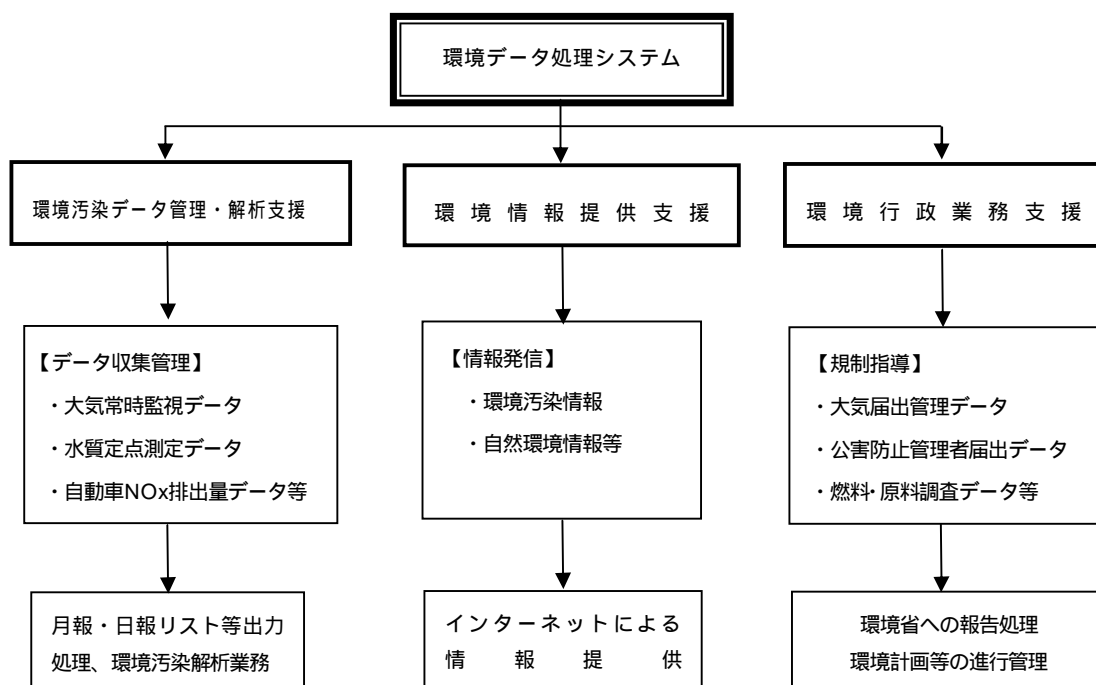 環境データ処理システム
環境汚染データ管理・解析支援
環境情報提供支援
環境行政業務支援
【データ収集管理】
・大気常時監視データ
・水質定点測定データ
・自動車NOx排出量データ等
【情報発信】
・環境汚染情報
・自然環境情報等
【規制指導】
・大気届出管理データ
・公害防止管理者届出データ
・燃料・原料調査データ等
月報・日報リスト等出力
処理、環境汚染解析業務
インターネットによる
情報提供
環境省への報告処理
環境計画等の進行管理